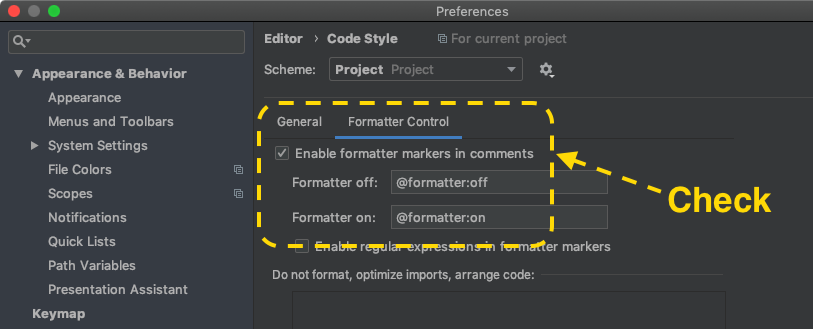 Preferences
Editor › Code Style For current project
Scheme: Project Project
Appearance & Behavior
Appearance
Menus and Toolbars
System Settings
File Colors
Scopes
Notifications
Quick Lists
Path Variables
Presentation Assistant
Keymap
General Formatter Control
Enable formatter markers in comments
Formatter off: @formatter:off
Formatter on: @formatter:on
Enable regular expressions in formatter markers
Do not format, optimize imports, arrange code:
Check